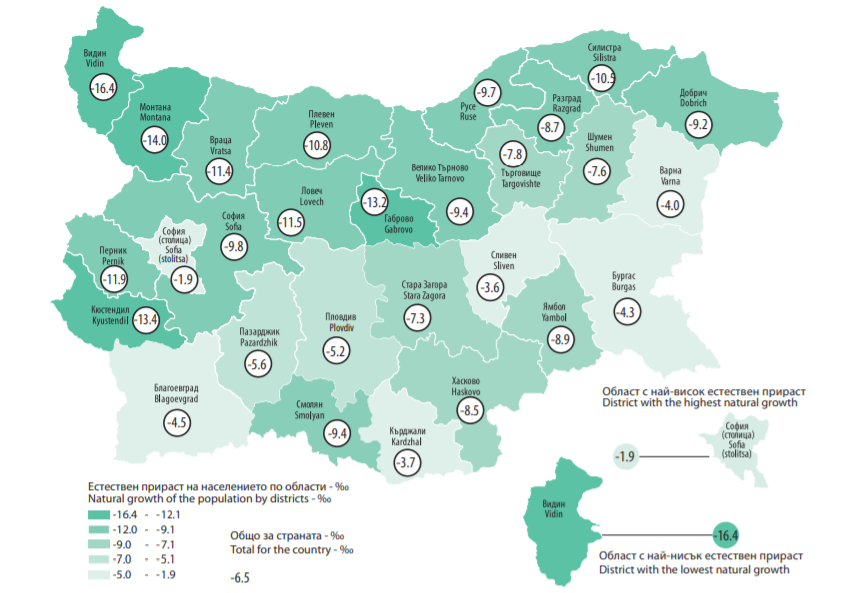 Видин
Vidin
-16.4
Монтана
Montana
-14.0
Враца
Vratsa
-11.4
Плевен
Pleven
-10.8
Ловеч
Lovech
-11.5
-13.2
Габрово
Gabrovo
Велико Търново
Veliko Tarnovo
-9.4
-9.7
Русе
Ruse
Силистра
Silistra
-10.5
Разград
Razgrad
-8.7
Добрич
Dobrich
-9.2
-7.8
Търговище
Targovishte
Шумен
Shumen
-7.6
Варна
Varna
-4.0
София
Sofia
-9.8
София
(столица)
Sofia
(stolitsa)
-1.9
Перник
Pernik
-11.9
Кюстендил
Kyustendil
-13.4
Благоевград
Blagoevgrad
-4.5
Пазарджик
Pazardzhik
-5.6
Пловдив
Plovdiv
-5.2
Смолян
Smolyan
-9.4
Стара Загора
Stara Zagora
-7.3
Сливен
Sliven
-3.6
Ямбол
Yambol
-8.9
Бургас
Burgas
-4.3
Хасково
Haskovo
-8.5
Кърджали
Kardzhal
-3.7
Област с най-висок естествен прираст
District with the highest natural growth
София
(столица)
Sofia
(stolitsa)
-1.9
Видин
Vidin
-16.4
Област с най-нисък естествен прираст
District with the lowest natural growth
Естествен прираст на населението по области - ‰
Natural growth of the population by districts - ‰
-16.4 - -12.1
-12.0 - -9.1
-9.0 - -7.1
-7.0 - -5.1
-5.0 - -1.9
Общо за страната - ‰
Total for the country - ‰
-6.5